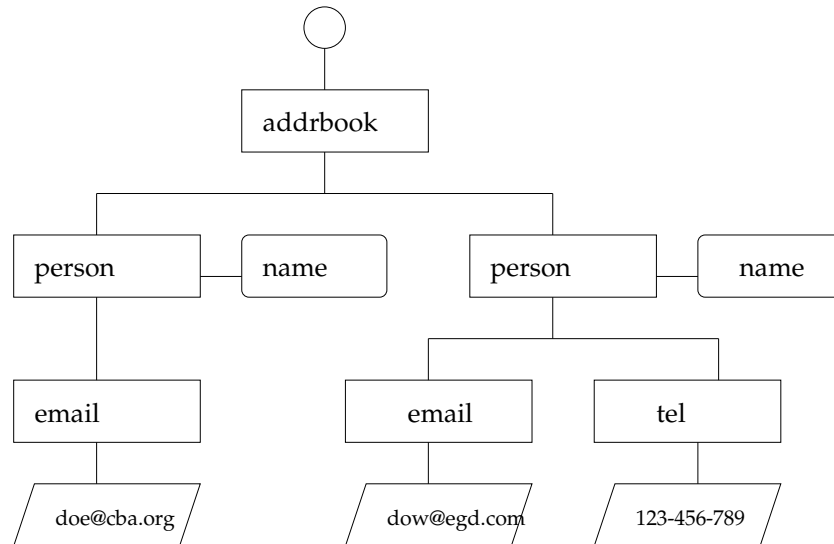 addrbook
person
name
person
name
email
email
tel
doe@cba.org
dow@egd.com
123-456-789